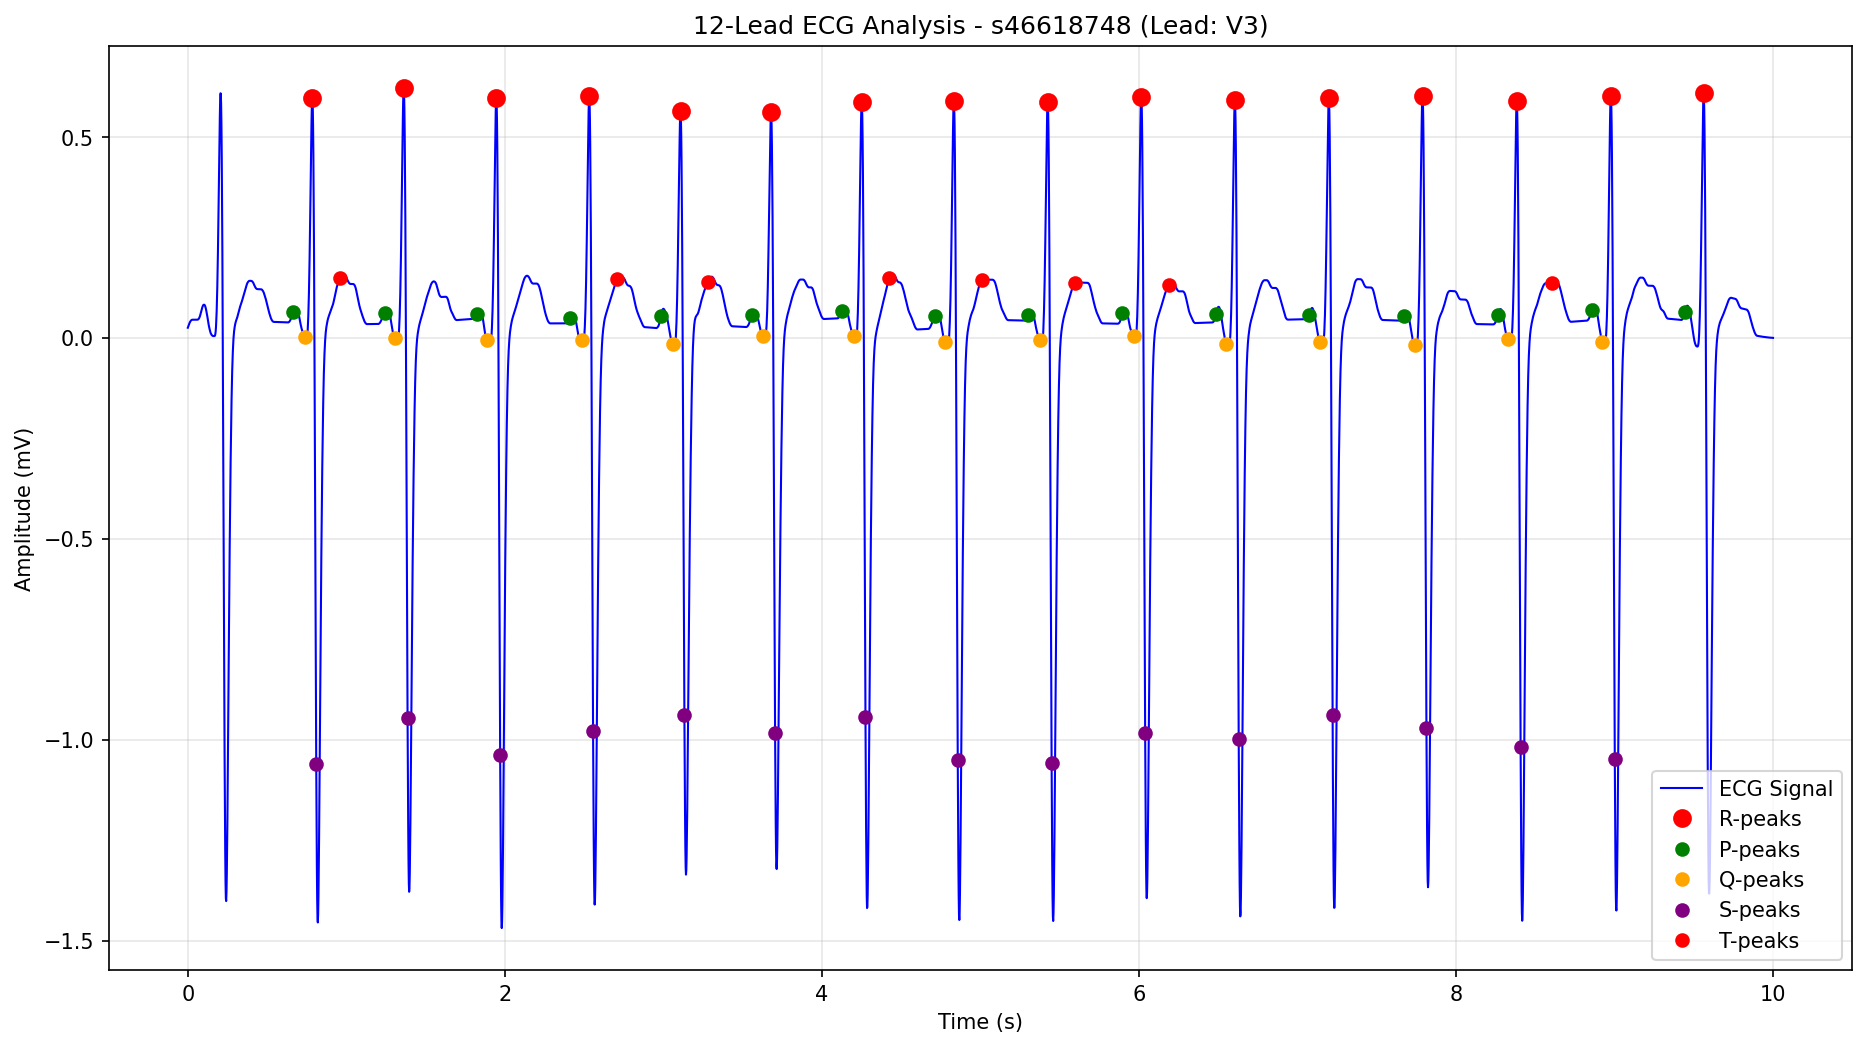 12-Lead ECG Analysis - s46618748 (Lead: V3)
Amplitude (mV)
0.5
0.0
−0.5
−1.0
−1.5
0
2
4
6
8
10
Time (s)
ECG Signal
R-peaks
P-peaks
Q-peaks
S-peaks
T-peaks